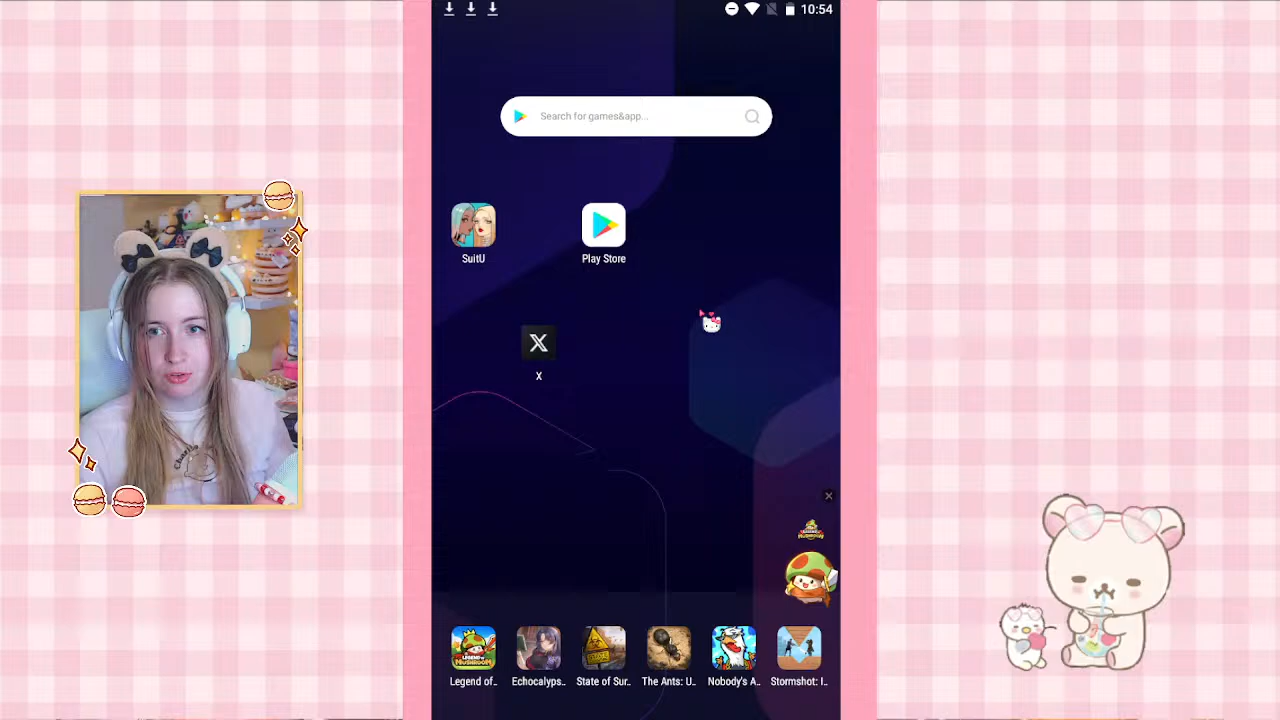 10:54
Search for games&app...
SuitU
Play Store
X
X
Legend of..
Echocalyps..
State of Sur..
The Ants: U..
Nobody's A..
Stormshot: I..